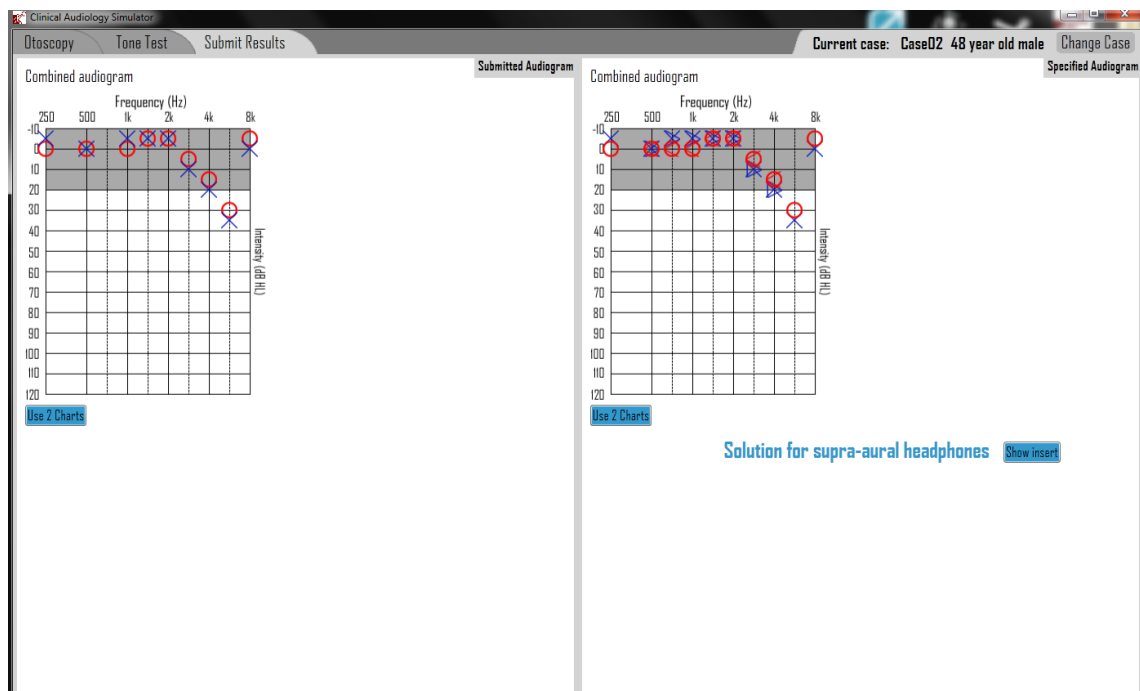 Clinical Audiology Simulator
Otoscopy Tone Test Submit Results Current case: Case02 48 year old male Change Case
Submitted Audiogram
Combined audiogram
Frequency (Hz)
250 500 1k 2k 4k 8k
-10
0
10
20
30
40
50
60
70
80
90
100
110
120
Intensity (dB HL)
Use 2 Charts
Specified Audiogram
Combined audiogram
Frequency (Hz)
250 500 1k 2k 4k 8k
-10
0
10
20
30
40
50
60
70
80
90
100
110
120
Intensity (dB HL)
Use 2 Charts
Solution for supra-aural headphones Show insert